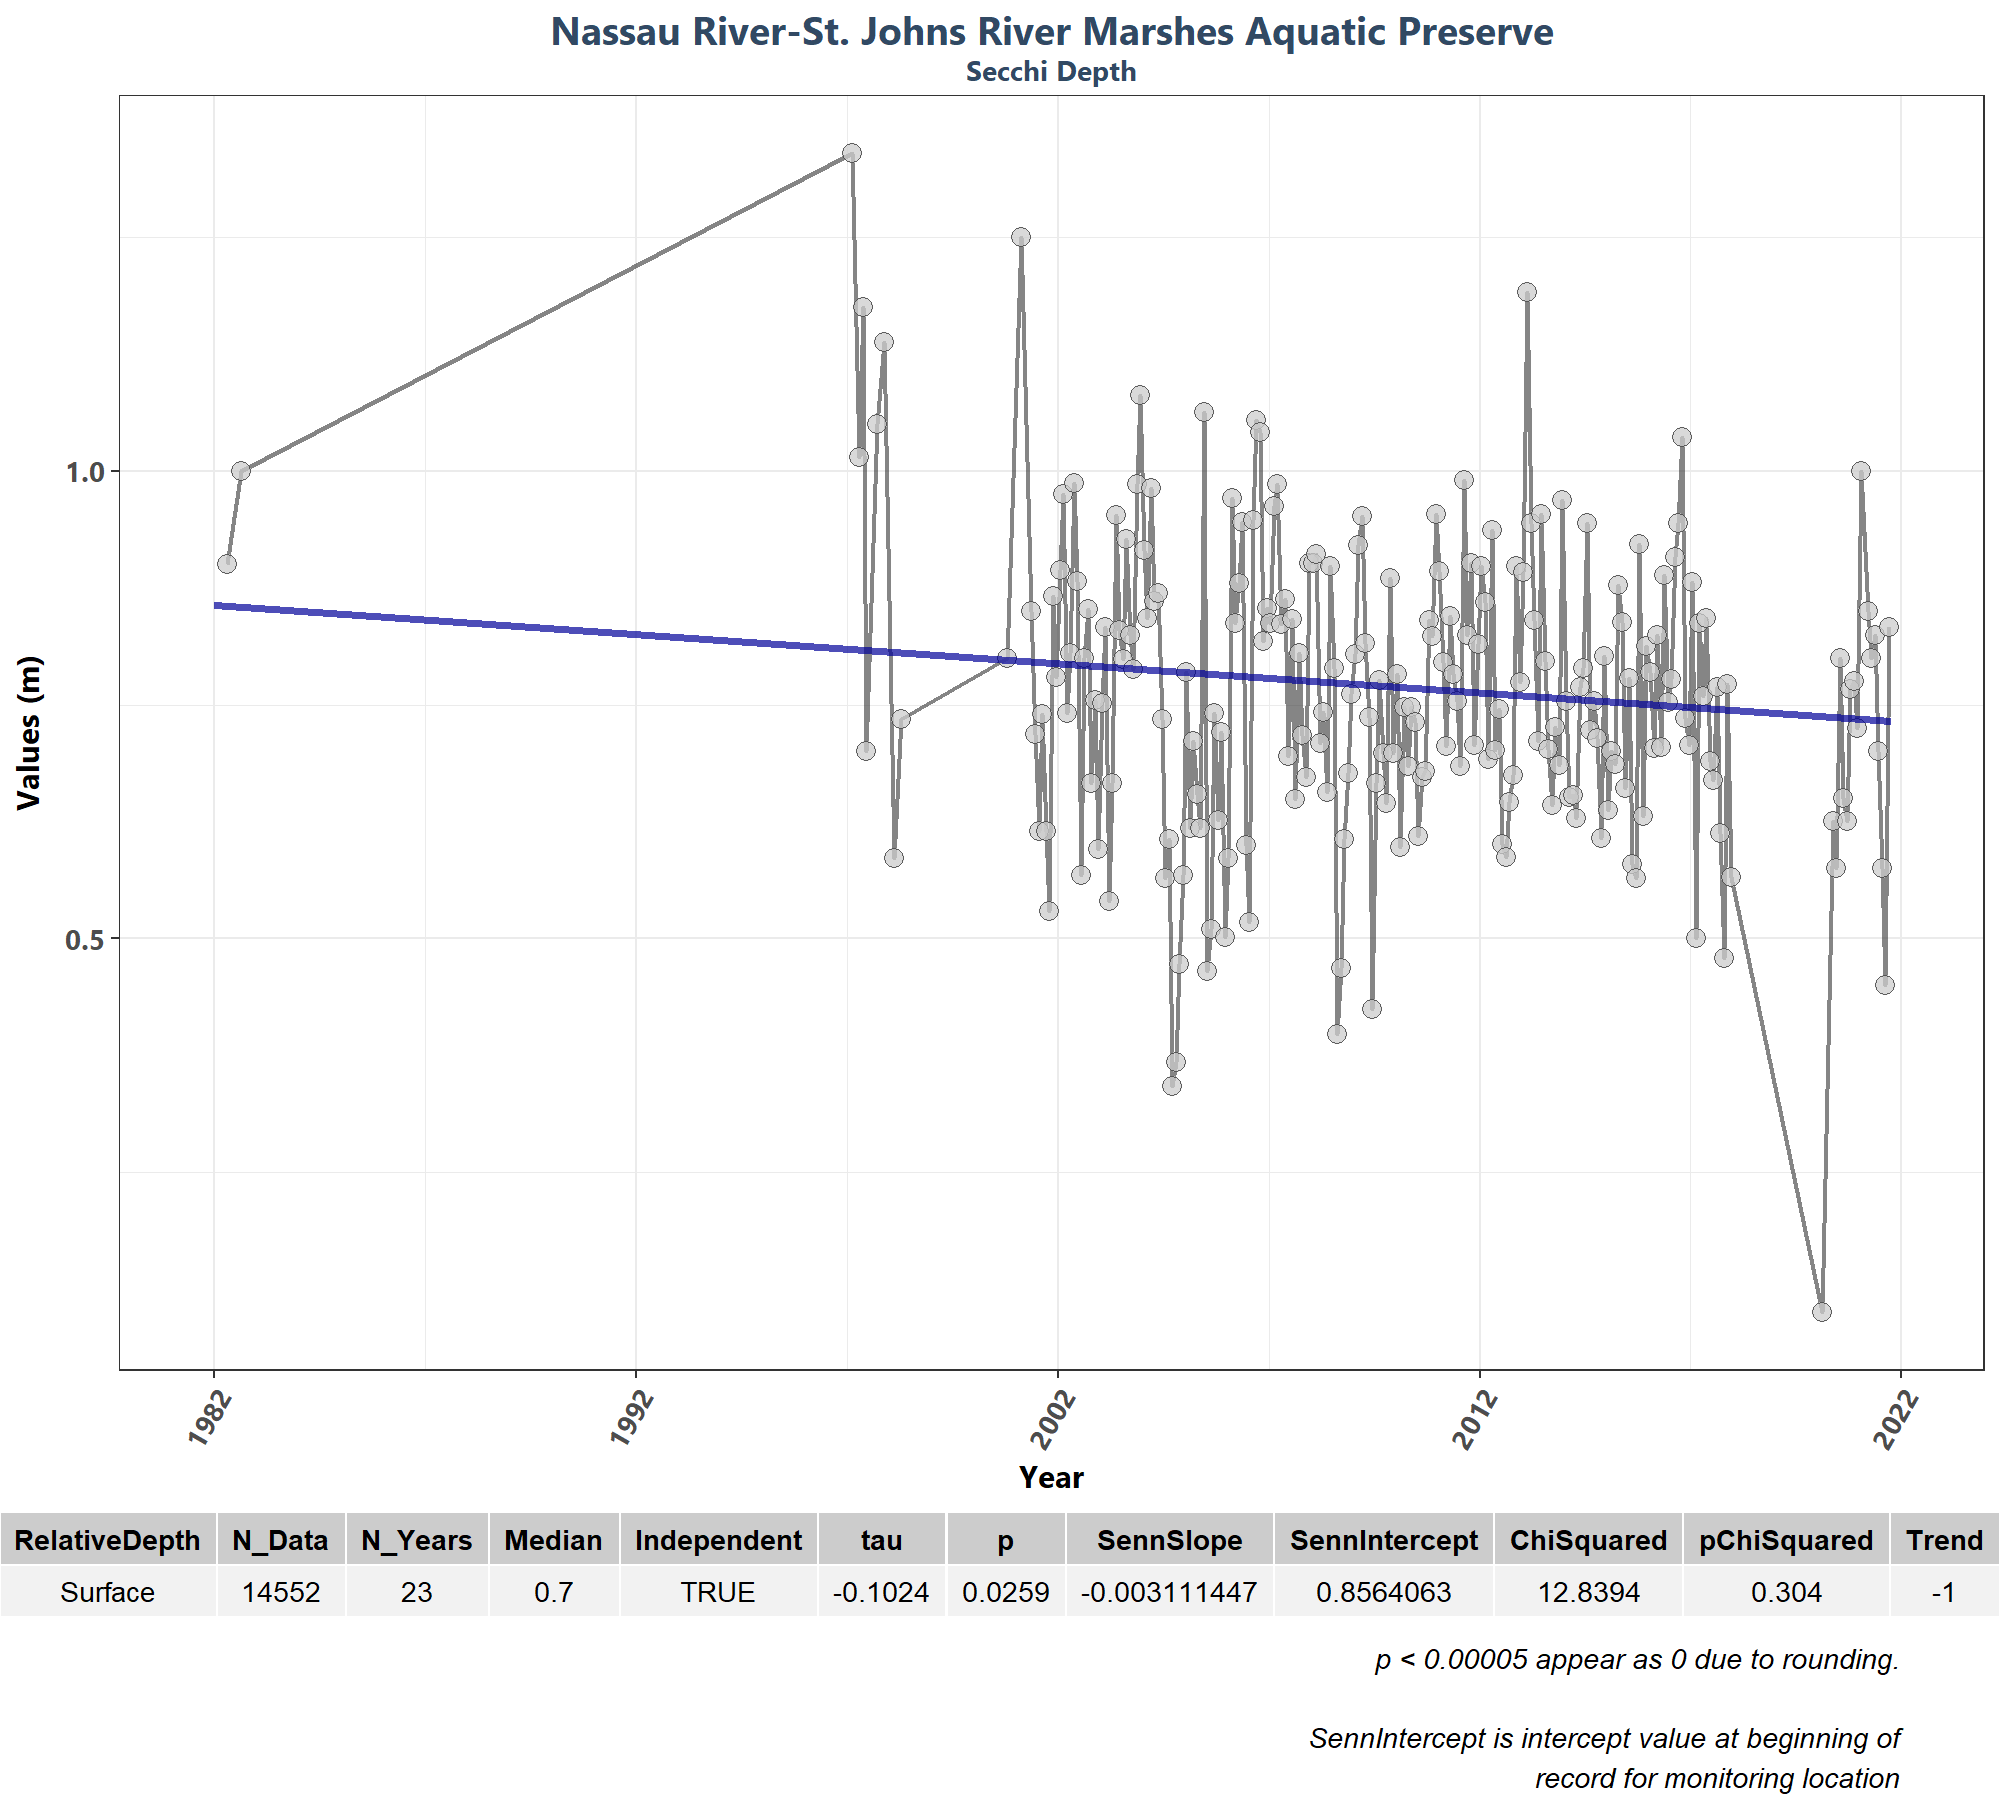 Nassau River-St. Johns River Marshes Aquatic Preserve
Secchi Depth
Values (m)
1.0
0.5
1982 1992 2002 2012 2022
Year
RelativeDepth N_Data N_Years Median Independent tau p SennSlope SennIntercept ChiSquared pChiSquared Trend
Surface 14552 23 0.7 TRUE -0.1024 0.0259 -0.003111447 0.8564063 12.8394 0.304 -1
p < 0.00005 appear as 0 due to rounding.
SennIntercept is intercept value at beginning of
record for monitoring location